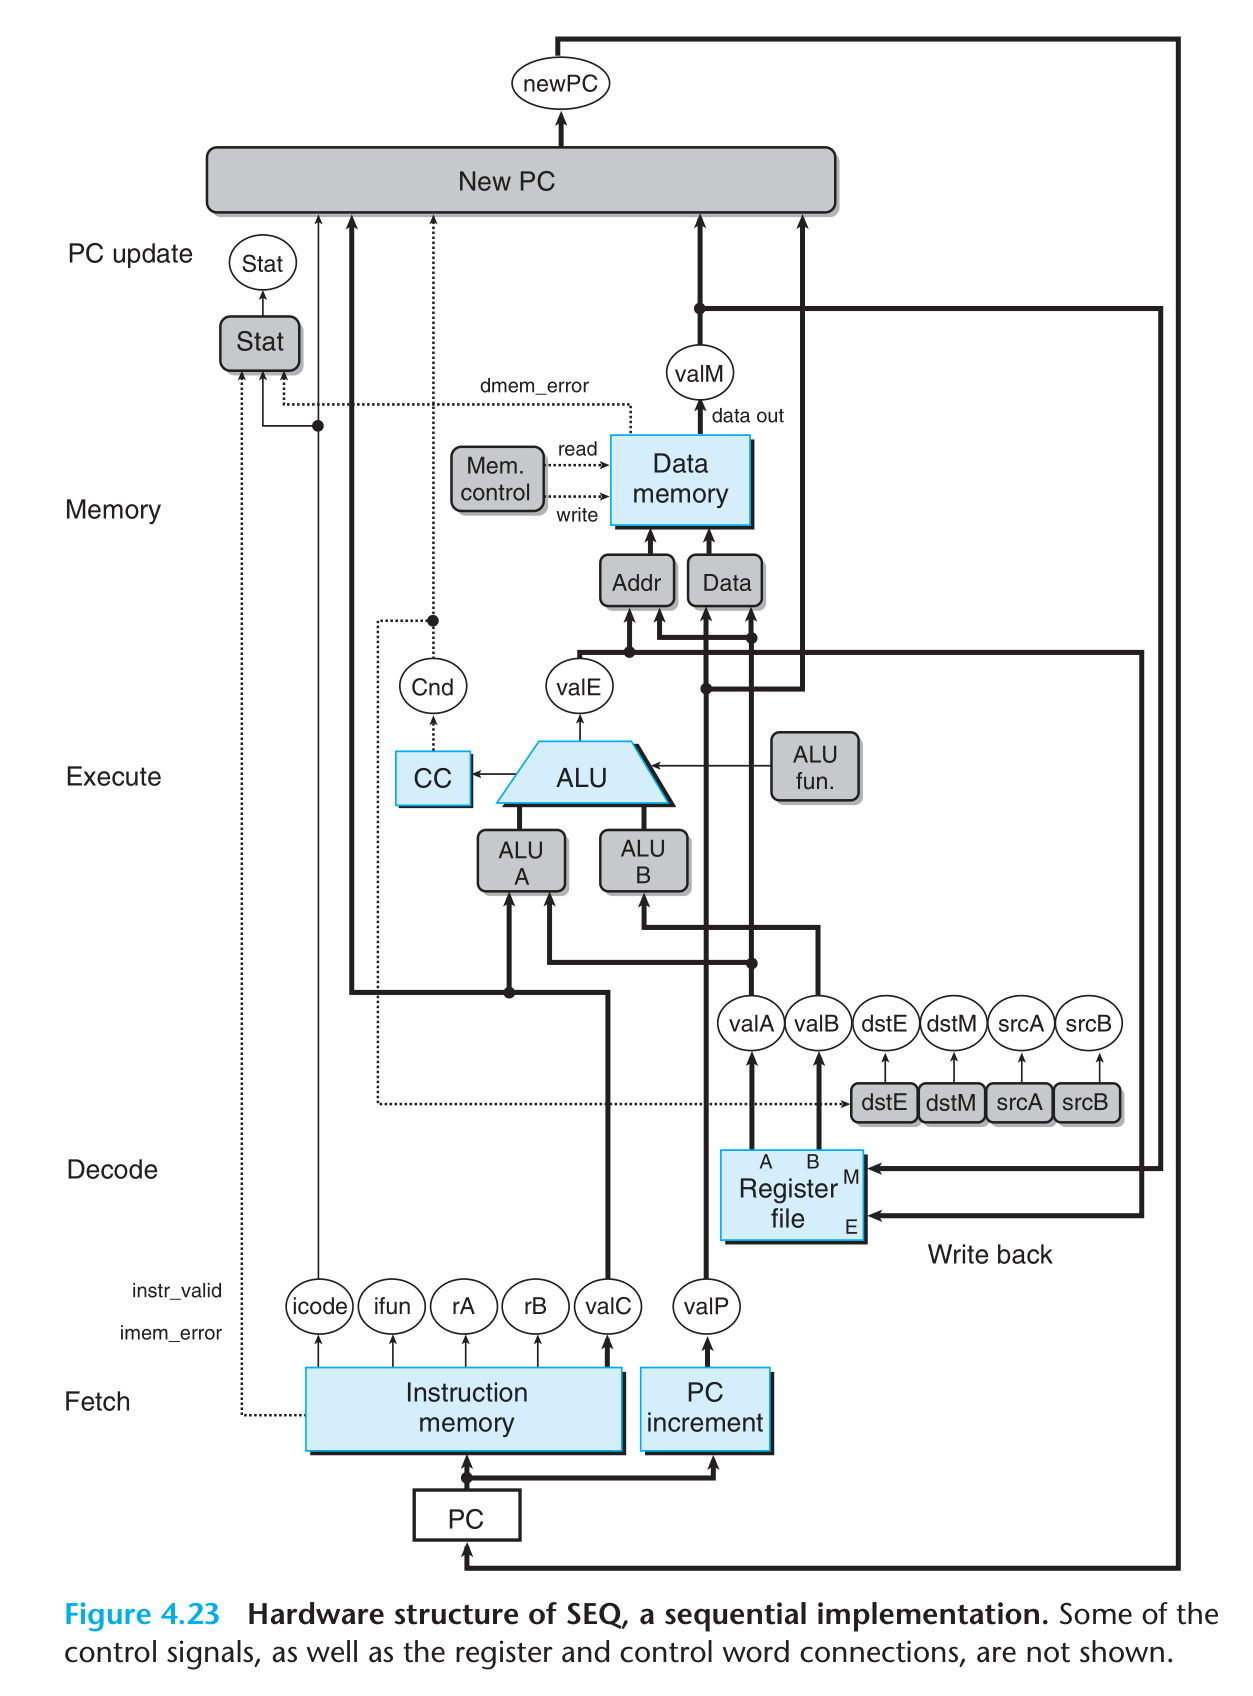 newPC
New PC
PC update
Stat
Stat
valM
dmem_error
data out
read
Mem.
control
Data
memory
Memory
write
Addr
Data
Cnd
valE
ALU
fun.
Execute
CC
ALU
ALU
A
ALU
B
valA
valB
dstE
dstM
srcA
srcB
dstE
dstM
srcA
srcB
Decode
A
B
M
Register
file
E
Write back
instr_valid
imem_error
icode
ifun
rA
rB
valC
valP
Fetch
Instruction
memory
PC
increment
PC
Figure 4.23 Hardware structure of SEQ, a sequential implementation. Some of the
control signals, as well as the register and control word connections, are not shown.